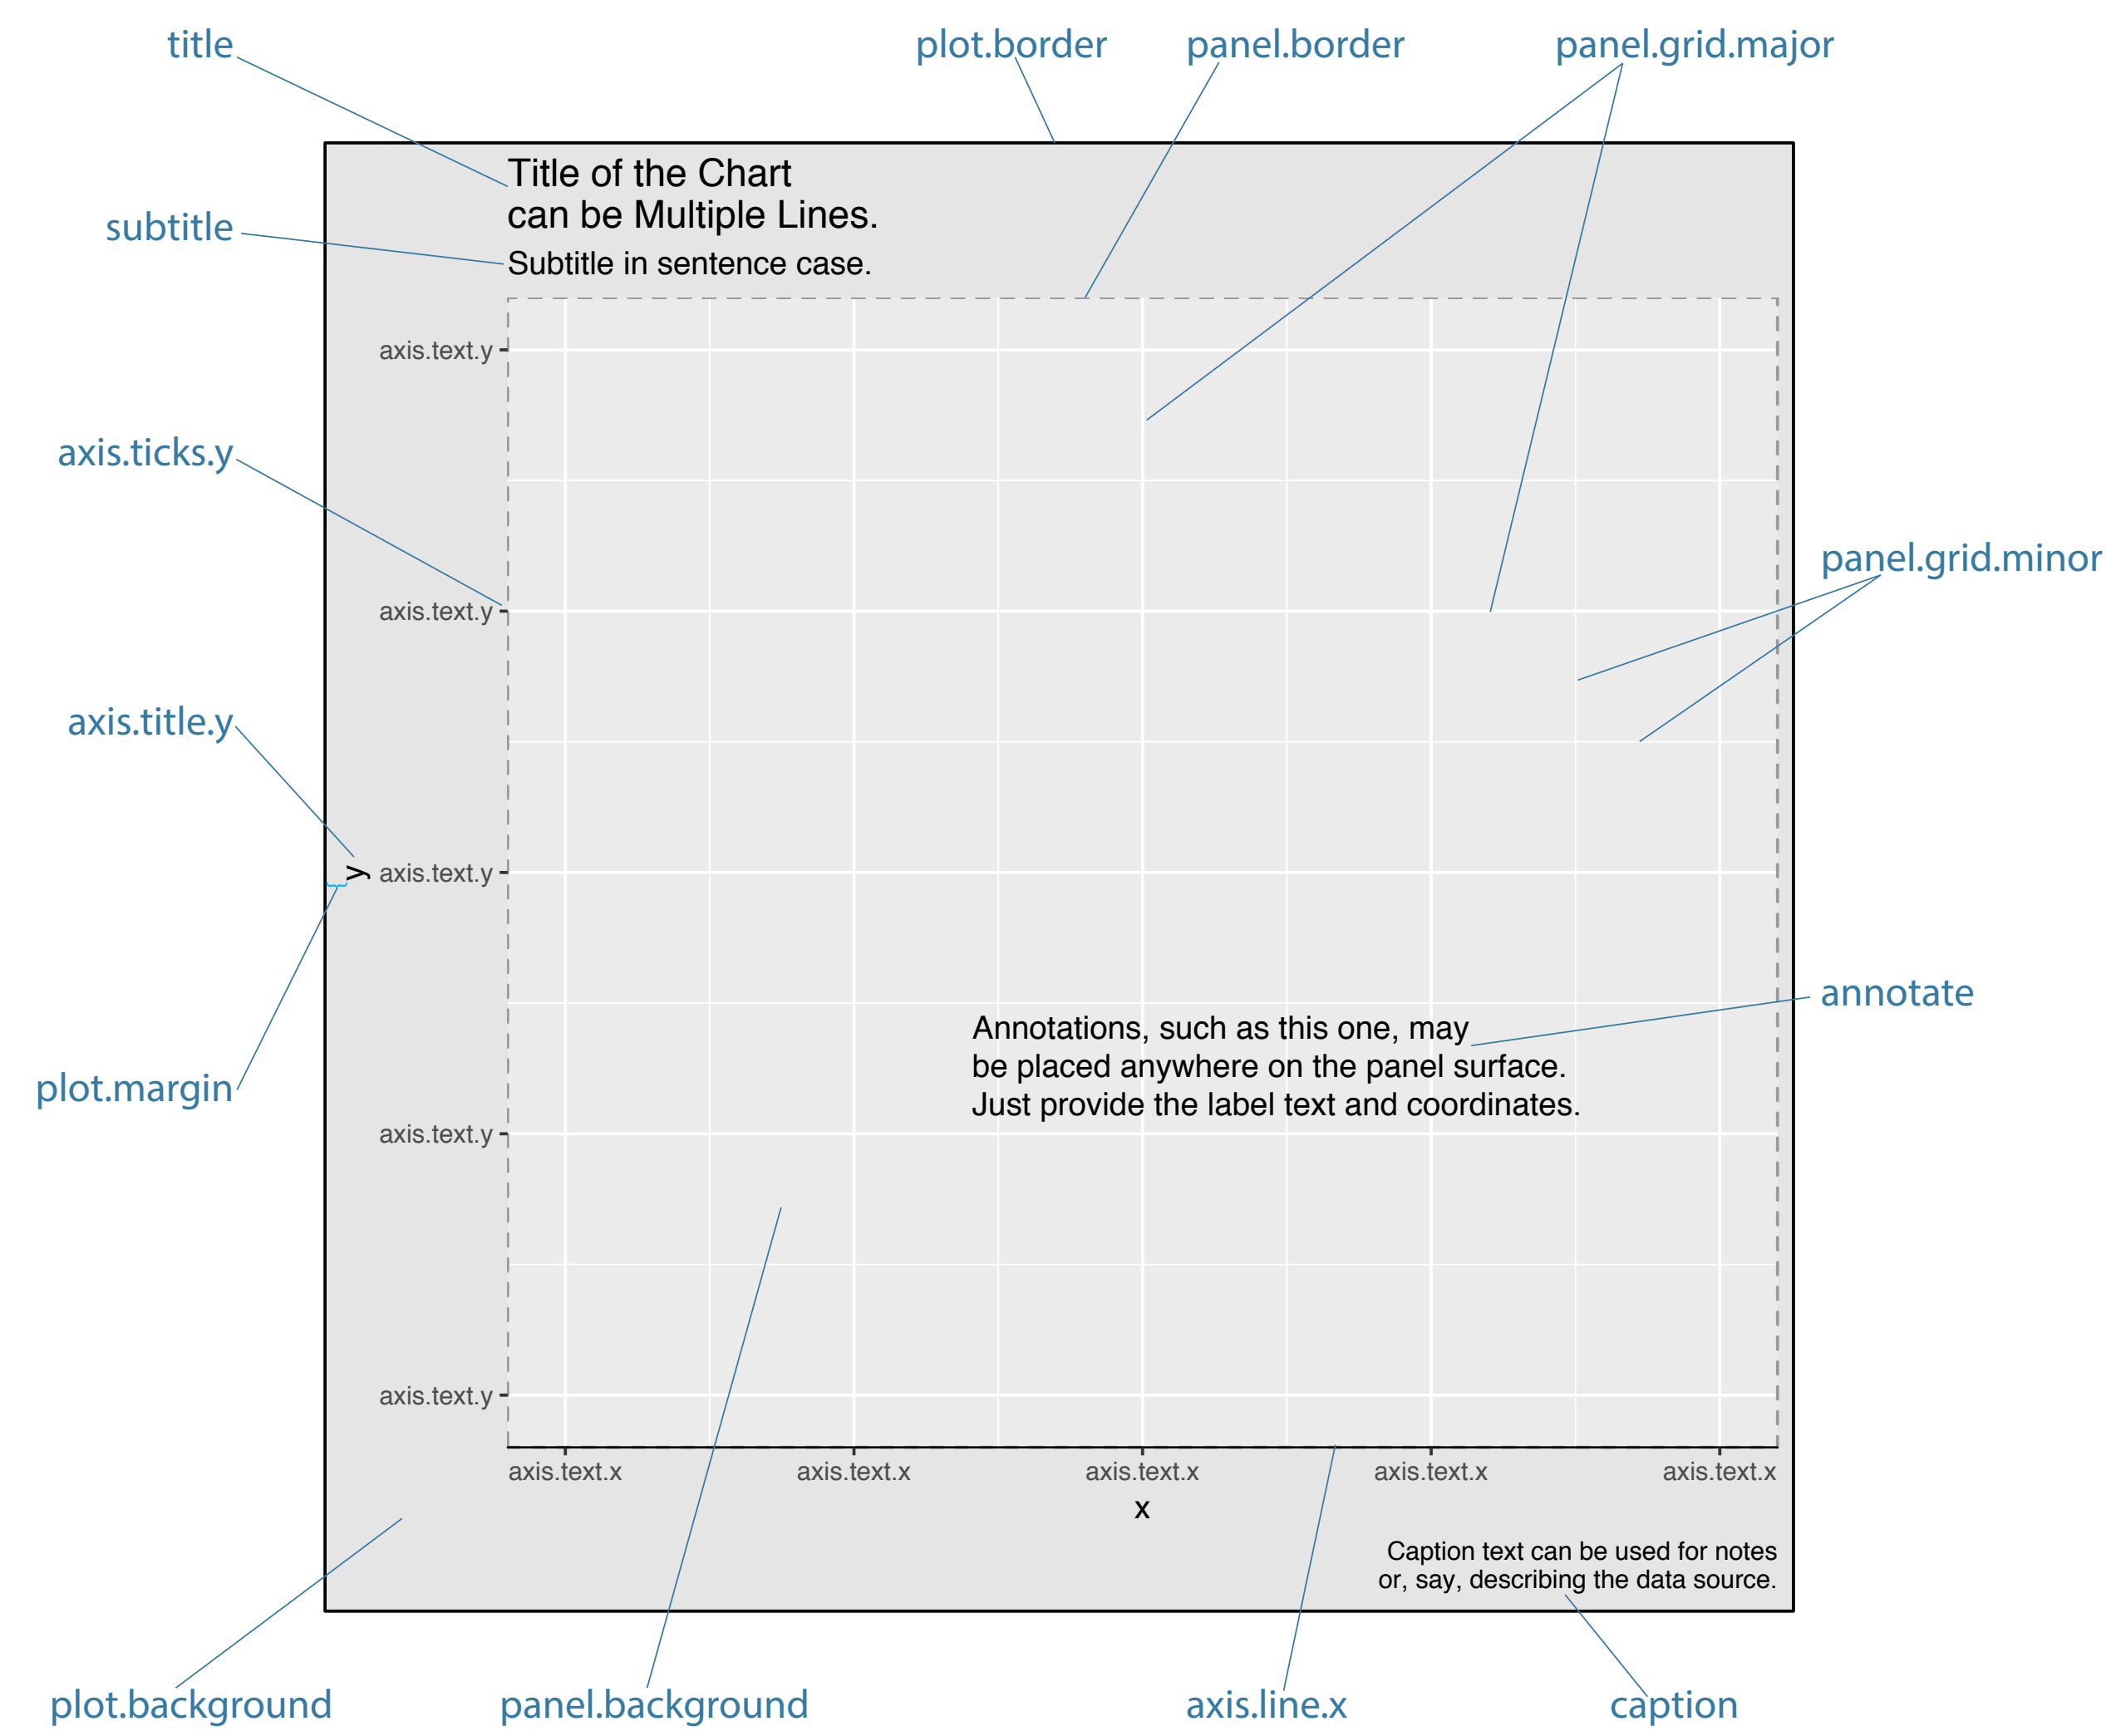 title
plot.border
panel.border
panel.grid.major
Title of the Chart
can be Multiple Lines.
subtitle
Subtitle in sentence case.
axis.text.y
axis.ticks.y
panel.grid.minor
axis.text.y
axis.title.y
y
axis.text.y
annotate
Annotations, such as this one, may
be placed anywhere on the panel surface.
Just provide the label text and coordinates.
plot.margin
axis.text.y
axis.text.y
axis.text.x
axis.text.x
axis.text.x
axis.text.x
axis.text.x
x
Caption text can be used for notes
or, say, describing the data source.
plot.background
panel.background
axis.line.x
caption